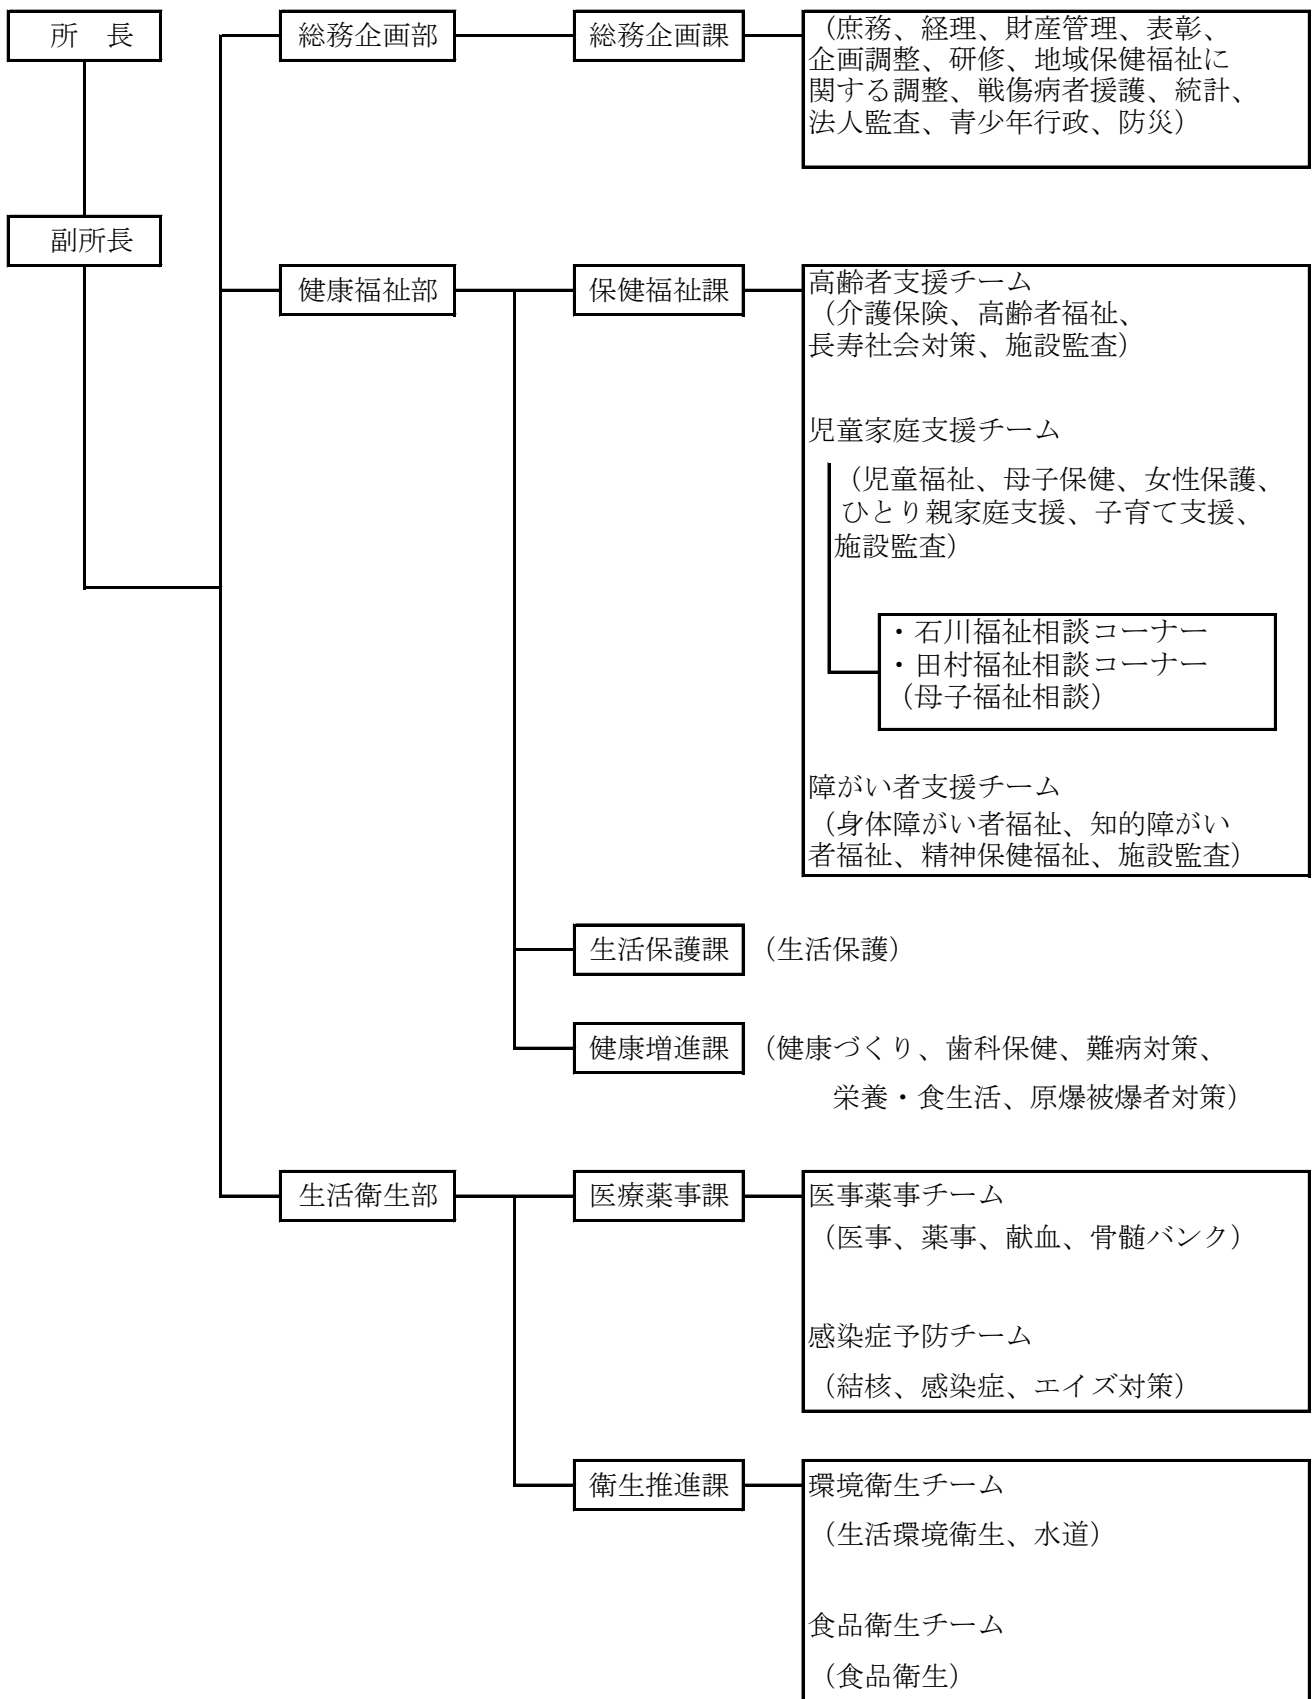 所　長
副所長
総務企画部
総務企画課
（庶務、経理、財産管理、表彰、
企画調整、研修、地域保健福祉に
関する調整、戦傷病者援護、統計、
法人監査、青少年行政、防災）
健康福祉部
保健福祉課
高齢者支援チーム
（介護保険、高齢者福祉、
長寿社会対策、施設監査）
児童家庭支援チーム
（児童福祉、母子保健、女性保護、
ひとり親家庭支援、子育て支援、
施設監査）
・石川福祉相談コーナー
・田村福祉相談コーナー
（母子福祉相談）
障がい者支援チーム
（身体障がい者福祉、知的障がい
者福祉、精神保健福祉、施設監査）
生活保護課
（生活保護）
健康増進課
（健康づくり、歯科保健、難病対策、
栄養・食生活、原爆被爆者対策）
生活衛生部
医療薬事課
医事薬事チーム
（医事、薬事、献血、骨髄バンク）
感染症予防チーム
（結核、感染症、エイズ対策）
衛生推進課
環境衛生チーム
（生活環境衛生、水道）
食品衛生チーム
（食品衛生）